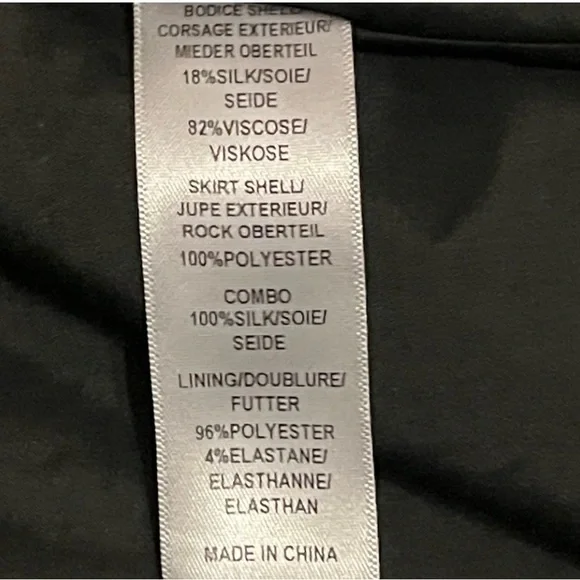 BODICE SHELL/
CORSAGE EXTERIEUR/
MIEDER OBERTEIL
18%SILK/SOIE/
SEIDE
82%VISCOSE/
VISKOSE
SKIRT SHELL/
JUPE EXTERIEUR/
ROCK OBERTEIL
100%POLYESTER
COMBO
100%SILK/SOIE/
SEIDE
LINING/DOUBLURE/
FUTTER
96%POLYESTER
4%ELASTANE/
ELASTHANNE/
ELASTHAN
MADE IN CHINA